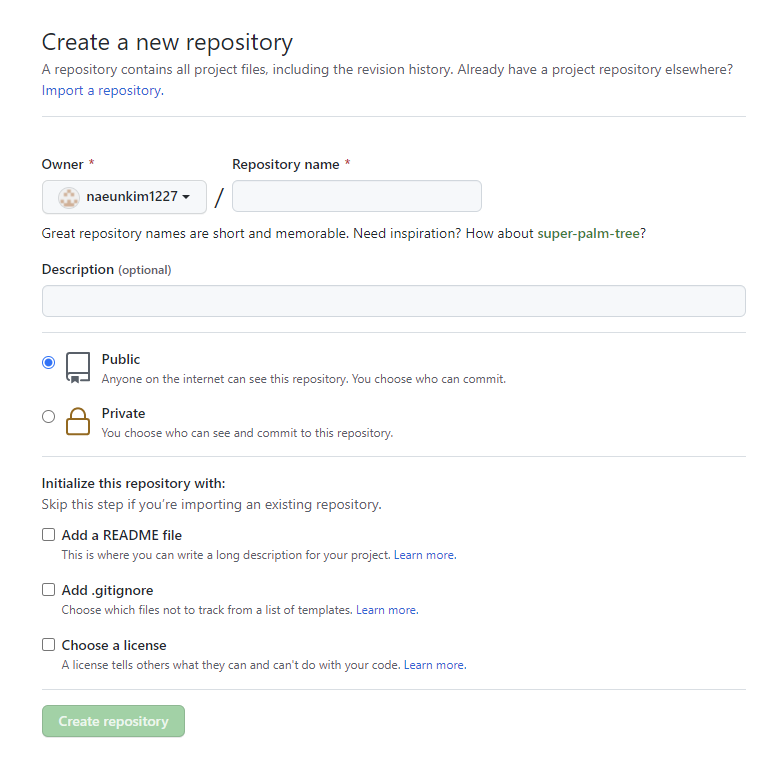 Create a new repository
A repository contains all project files, including the revision history. Already have a project repository elsewhere?
Import a repository.
Owner * Repository name *
naeunkim1227 /
Great repository names are short and memorable. Need inspiration? How about super-palm-tree?
Description (optional)
Public
Anyone on the internet can see this repository. You choose who can commit.
Private
You choose who can see and commit to this repository.
Initialize this repository with:
Skip this step if you're importing an existing repository.
Add a README file
This is where you can write a long description for your project. Learn more.
Add .gitignore
Choose which files not to track from a list of templates. Learn more.
Choose a license
A license tells others what they can and can't do with your code. Learn more.
Create repository